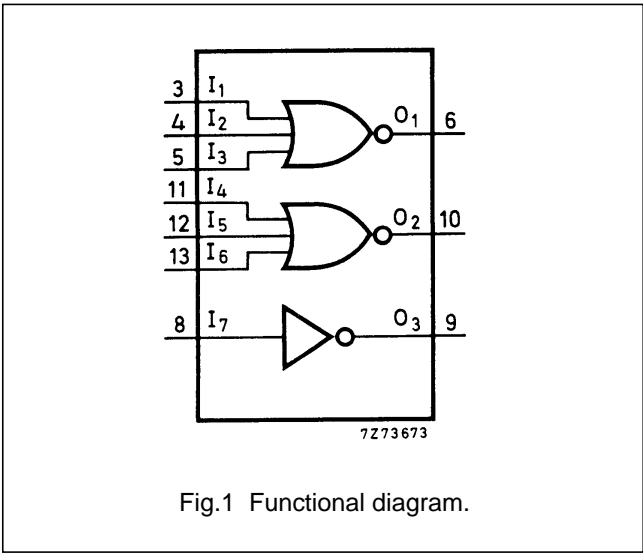 3 I1
4 I2 O1 6
5 I3
11 I4
12 I5 O2 10
13 I6
8 I7 O3 9
7Z73673
Fig.1 Functional diagram.